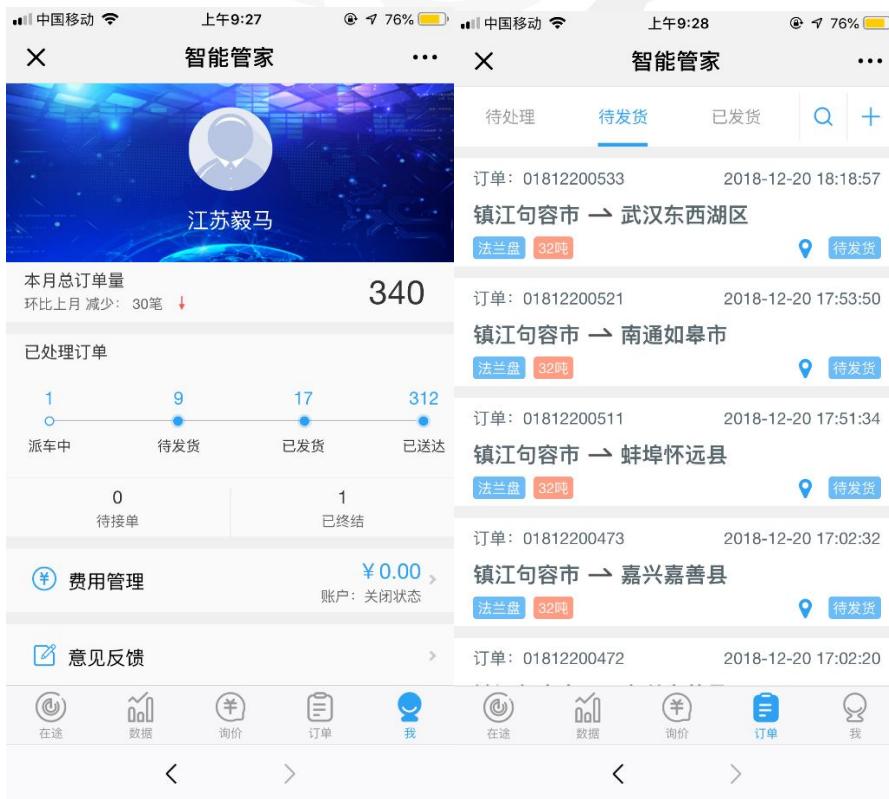 中国移动 上午9:27 76%
智能管家
江苏毅马
本月总订单量
环比上月 减少: 30笔
340
已处理订单
1 9 17 312
派车中 待发货 已发货 已送达
0 1
待接单 已终结
费用管理
¥0.00
账户: 关闭状态
意见反馈
在途 数据 询价 订单 我
中国移动 上午9:28 76%
智能管家
待处理 待发货 已发货
订单: 01812200533 2018-12-20 18:18:57
镇江句容市 → 武汉东西湖区
法兰盘 32吨 待发货
订单: 01812200521 2018-12-20 17:53:50
镇江句容市 → 南通如皋市
法兰盘 32吨 待发货
订单: 01812200511 2018-12-20 17:51:34
镇江句容市 → 蚌埠怀远县
法兰盘 32吨 待发货
订单: 01812200473 2018-12-20 17:02:32
镇江句容市 → 嘉兴嘉善县
法兰盘 32吨 待发货
订单: 01812200472 2018-12-20 17:02:20
在途 数据 询价 订单 我